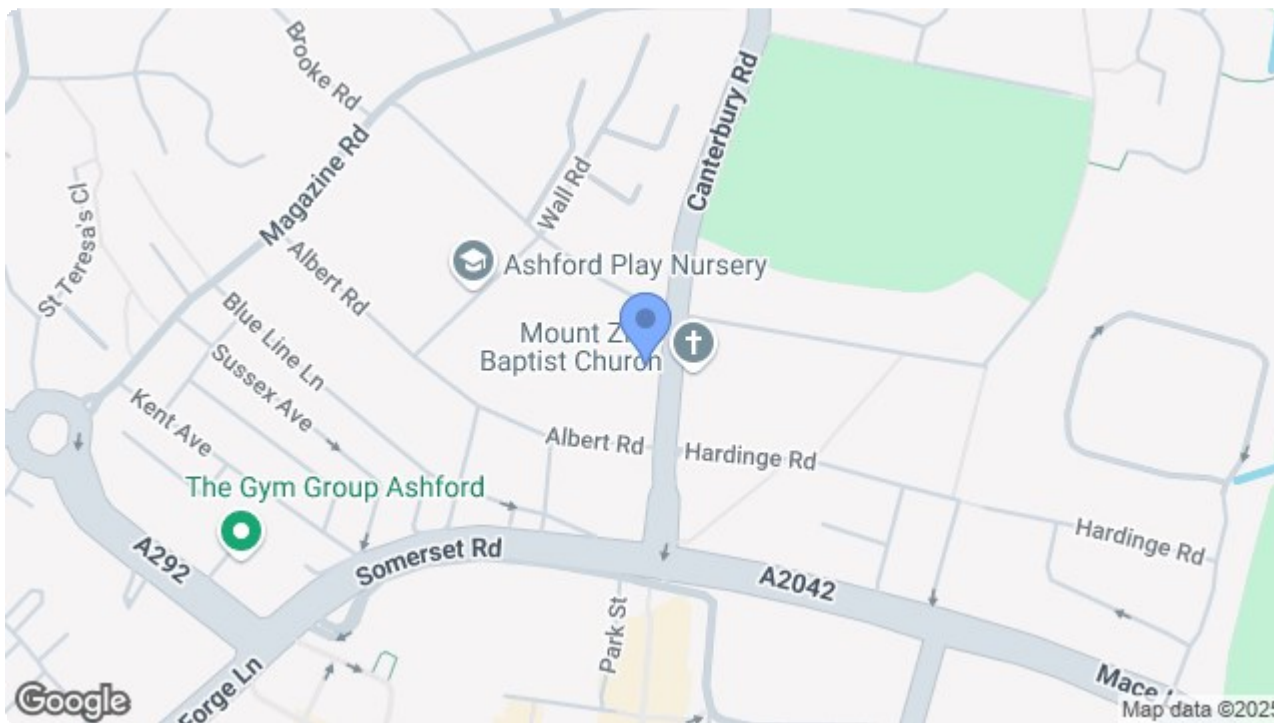 Brooke Rd
Canterbury Rd
Magazine Rd
Wall Rd
St Teresa's Cl
Albert Rd
Ashford Play Nursery
Blue Line Ln
Mount Z
Baptist Church
Sussex Ave
Kent Ave
Albert Rd
Hardinge Rd
The Gym Group Ashford
Hardinge Rd
A292
Somerset Rd
A2042
Park St
Forge Ln
Mace
Google
Map data ©2025